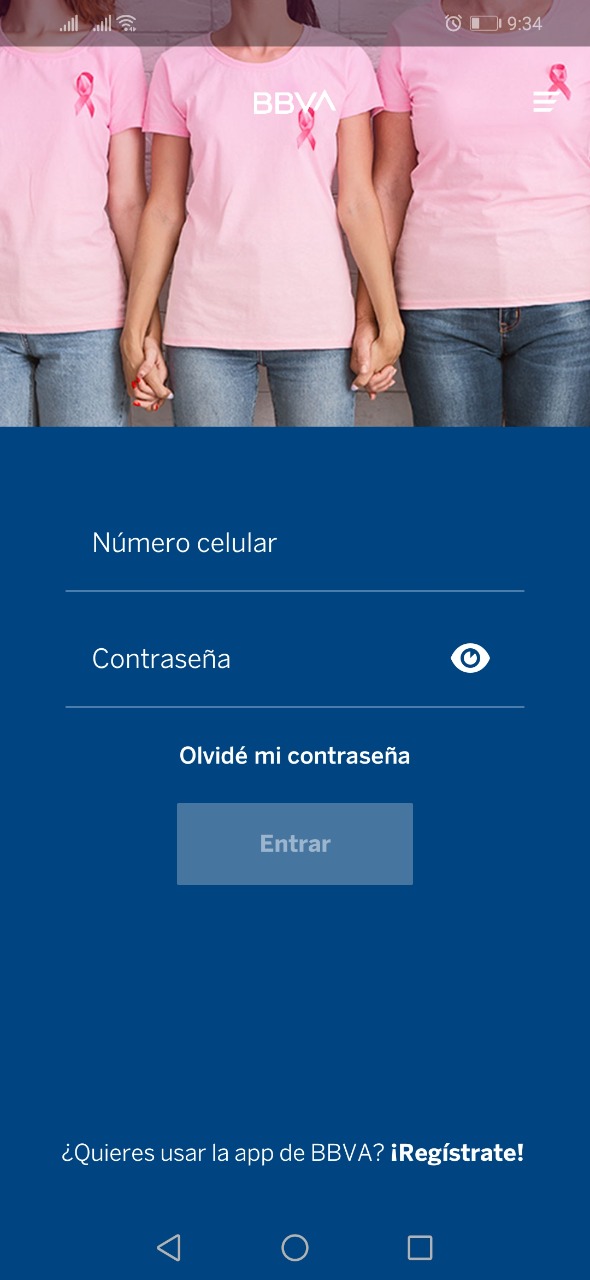 9:34
BBVA
Número celular
Contraseña
Olvidé mi contraseña
Entrar
¿Quieres usar la app de BBVA? ¡Regístrate!